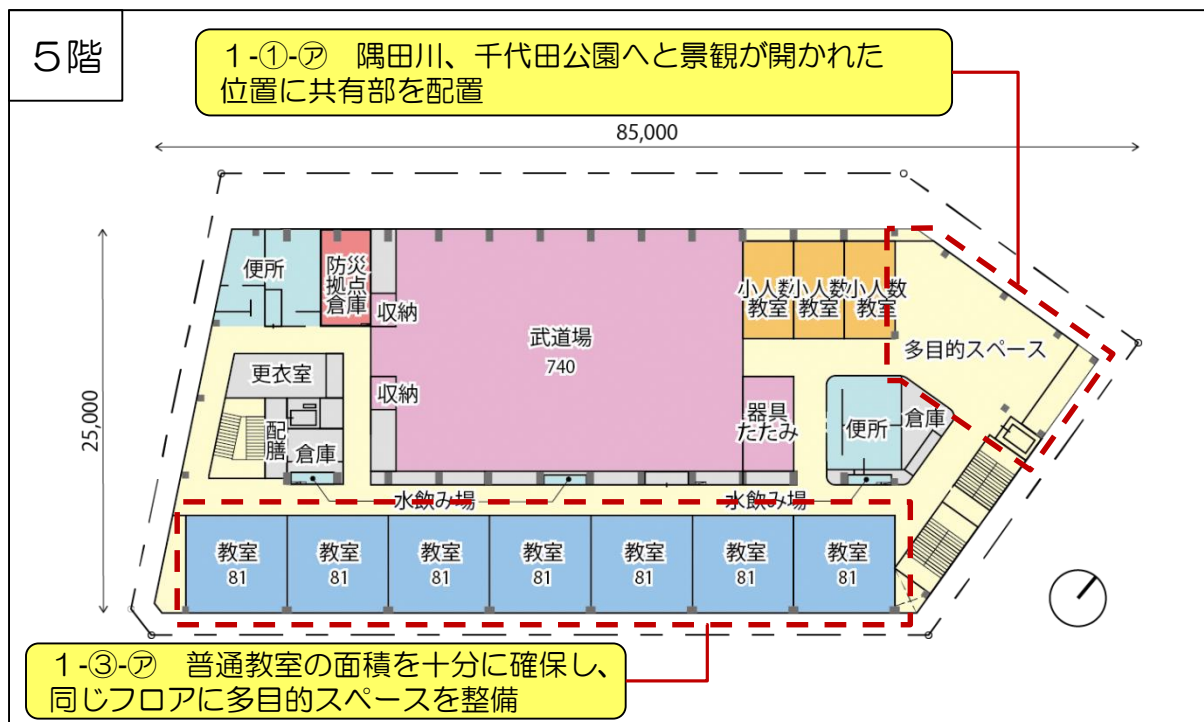 5階
1-①-㋐ 隅田川、千代田公園へと景観が開かれた
位置に共有部を配置
85,000
25,000
便所
防災
拠点
倉庫
収納
武道場
740
小人数
教室
小人数
教室
小人数
教室
多目的スペース
更衣室
収納
配膳
倉庫
器具
たたみ
便所
倉庫
水飲み場
水飲み場
教室
81
教室
81
教室
81
教室
81
教室
81
教室
81
教室
81
1-③-㋐ 普通教室の面積を十分に確保し、
同じフロアに多目的スペースを整備